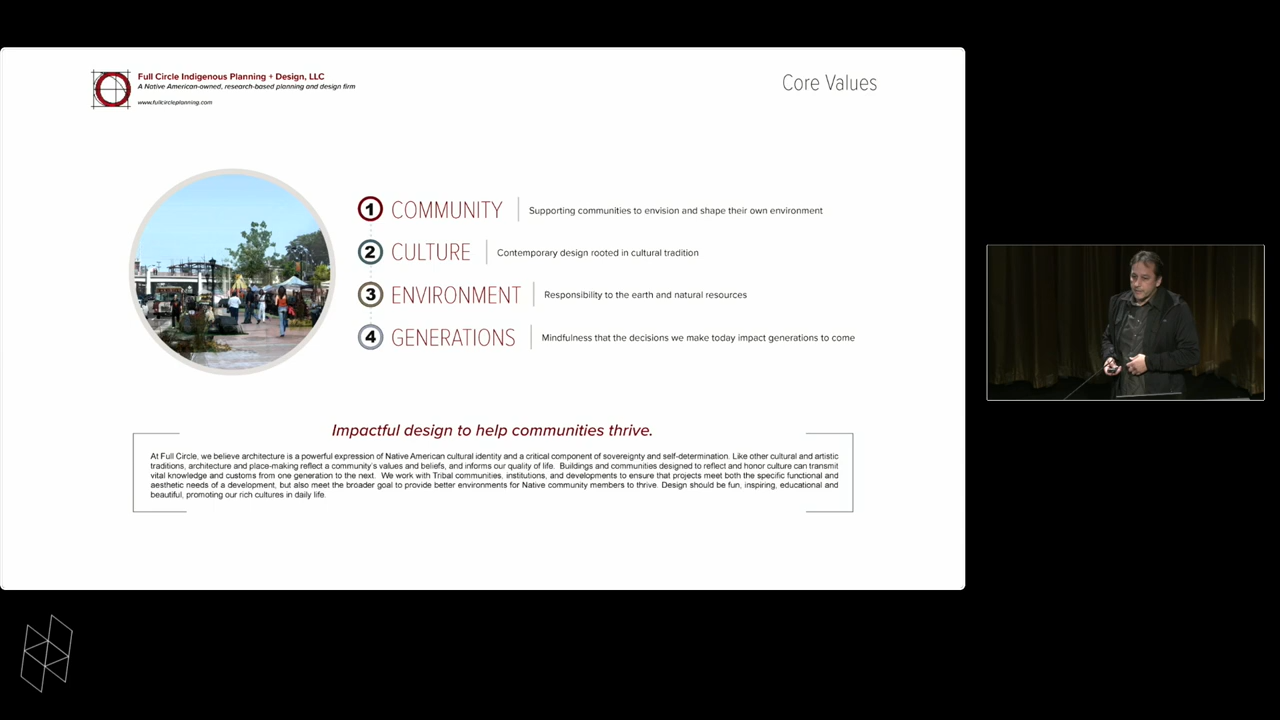 Full Circle Indigenous Planning + Design, LLC
A Native American-owned, research-based planning and design firm
www.fullcircleplanning.com
Core Values
1 COMMUNITY Supporting communities to envision and shape their own environment
2 CULTURE Contemporary design rooted in cultural tradition
3 ENVIRONMENT Responsibility to the earth and natural resources
4 GENERATIONS Mindfulness that the decisions we make today impact generations to come
Impactful design to help communities thrive.
At Full Circle, we believe architecture is a powerful expression of Native American cultural identity and a critical component of sovereignty and self-determination. Like other cultural and artistic
traditions, architecture and place-making reflect a community's values and beliefs, and informs our quality of life. Buildings and communities designed to reflect and honor culture can transmit
vital knowledge and customs from one generation to the next. We work with Tribal communities, institutions, and developments to ensure that projects meet both the specific functional and
aesthetic needs of a development, but also meet the broader goal to provide better environments for Native community members to thrive. Design should be fun, inspiring, educational and
beautiful, promoting our rich cultures in daily life.